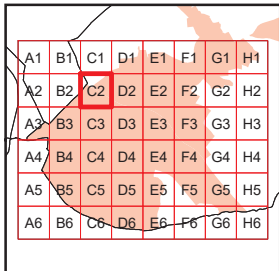 A1 B1 C1 D1 E1 F1 G1 H1
A2 B2 C2 D2 E2 F2 G2 H2
A3 B3 C3 D3 E3 F3 G3 H3
A4 B4 C4 D4 E4 F4 G4 H4
A5 B5 C5 D5 E5 F5 G5 H5
A6 B6 C6 D6 E6 F6 G6 H6